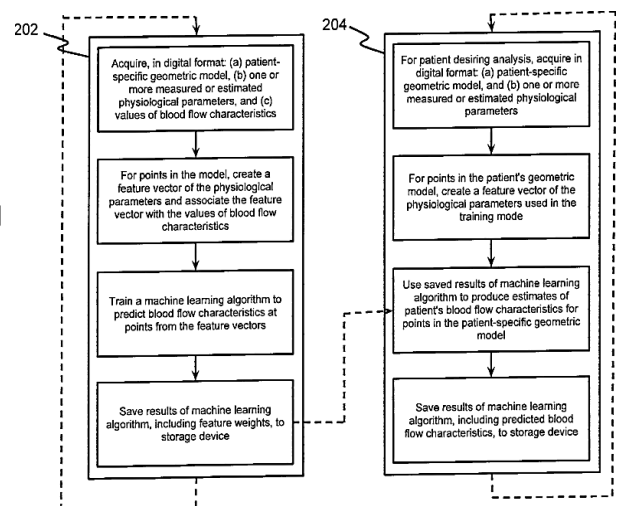 202
Acquire, in digital format: (a) patient-
specific geometric model, (b) one or
more measured or estimated
physiological parameters, and (c)
values of blood flow characteristics
For points in the model, create a
feature vector of the physiological
parameters and associate the feature
vector with the values of blood flow
characteristics
Train a machine learning algorithm to
predict blood flow characteristics at
points from the feature vectors
Save results of machine learning
algorithm, including feature weights, to
storage device
204
For patient desiring analysis, acquire in
digital format: (a) patient-specific
geometric model, and (b) one or more
measured or estimated physiological
parameters
For points in the patient's geometric
model, create a feature vector of the
physiological parameters used in the
training mode
Use saved results of machine learning
algorithm to produce estimates of
patient's blood flow characteristics for
points in the patient-specific geometric
model
Save results of machine learning
algorithm, including predicted blood
flow characteristics, to storage device